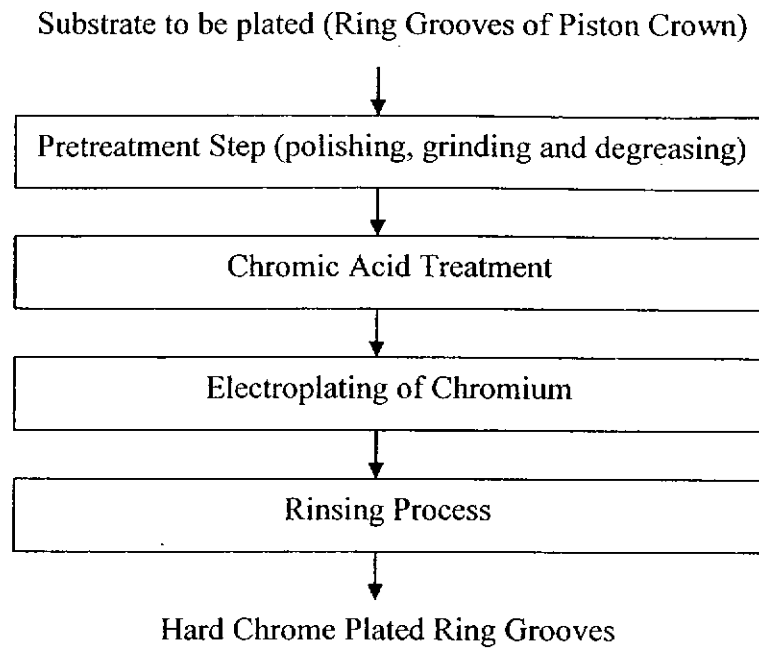 Substrate to be plated (Ring Grooves of Piston Crown)
Pretreatment Step (polishing, grinding and degreasing)
Chromic Acid Treatment
Electroplating of Chromium
Rinsing Process
Hard Chrome Plated Ring Grooves